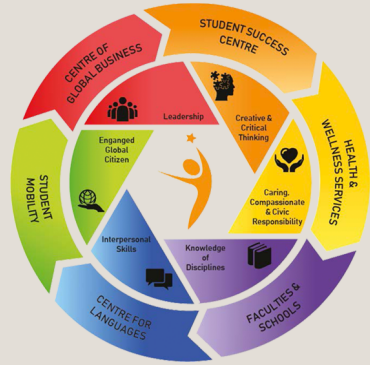 CENTRE OF
GLOBAL BUSINESS
STUDENT SUCCESS
CENTRE
HEALTH &
WELLNESS SERVICES
FACULTIES &
SCHOOLS
CENTRE FOR
LANGUAGES
STUDENT
MOBILITY
Leadership
Creative &
Critical
Thinking
Caring,
Compassionate
& Civic
Responsibility
Knowledge
of
Disciplines
Interpersonal
Skills
Enganged
Global
Citizen